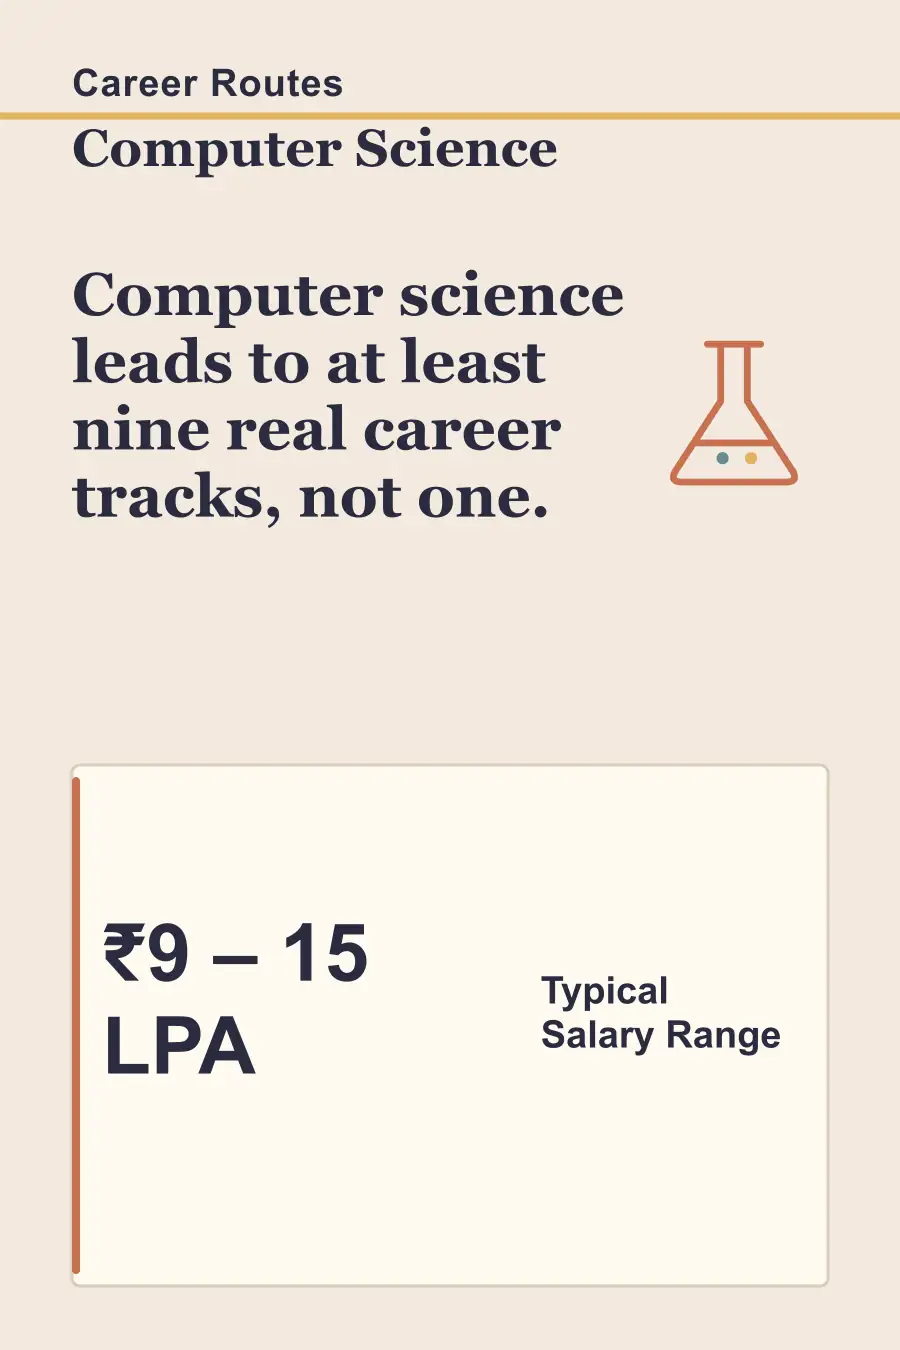 Career Routes
Computer Science
Computer science
leads to at least
nine real career
tracks, not one.
₹9 – 15
LPA
Typical
Salary Range